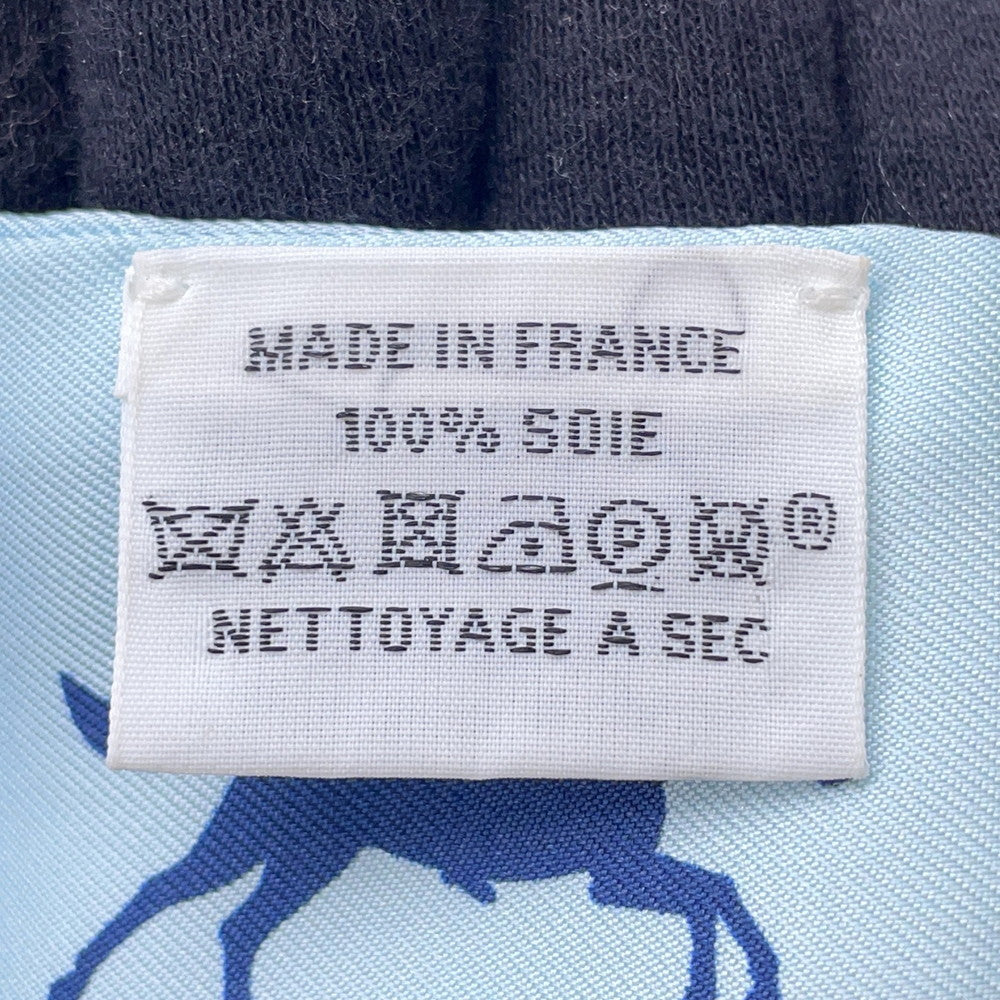 MADE IN FRANCE
100% SOIE
P W ®
NETTOYAGE A SEC